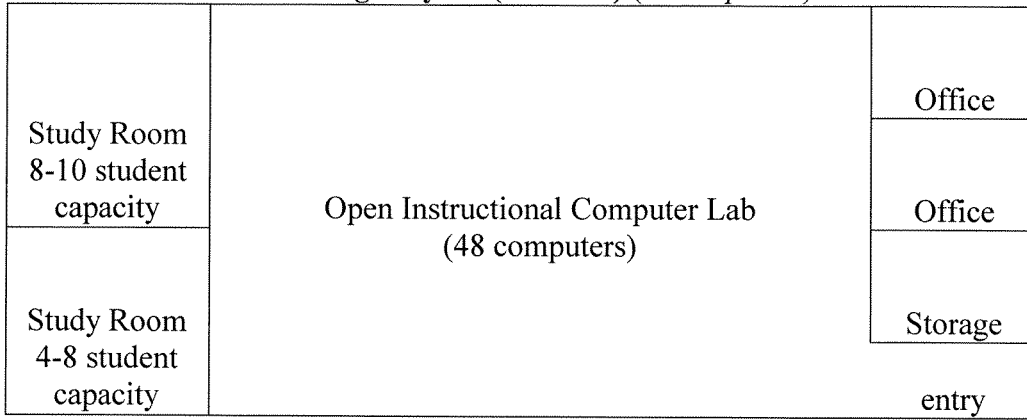 Study Room
8-10 student
capacity
Study Room
4-8 student
capacity
Open Instructional Computer Lab
(48 computers)
Office
Office
Storage
entry